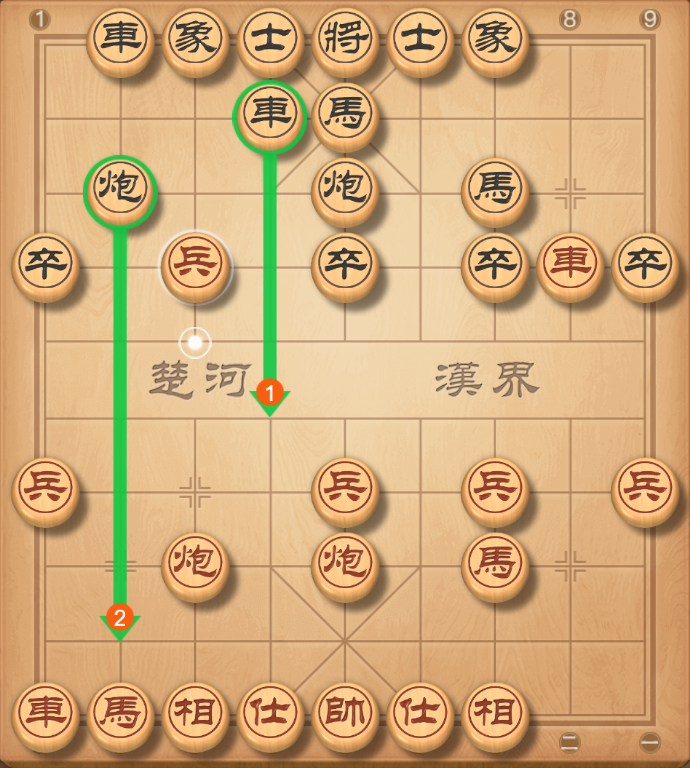 1 8 9
車 象 士 將 士 象
車 馬
炮 炮 馬
卒 兵 卒 卒 車 卒
楚河 漢界
1
兵 兵 兵 兵
炮 炮 馬
2
車 馬 相 仕 帥 仕 相
二 一